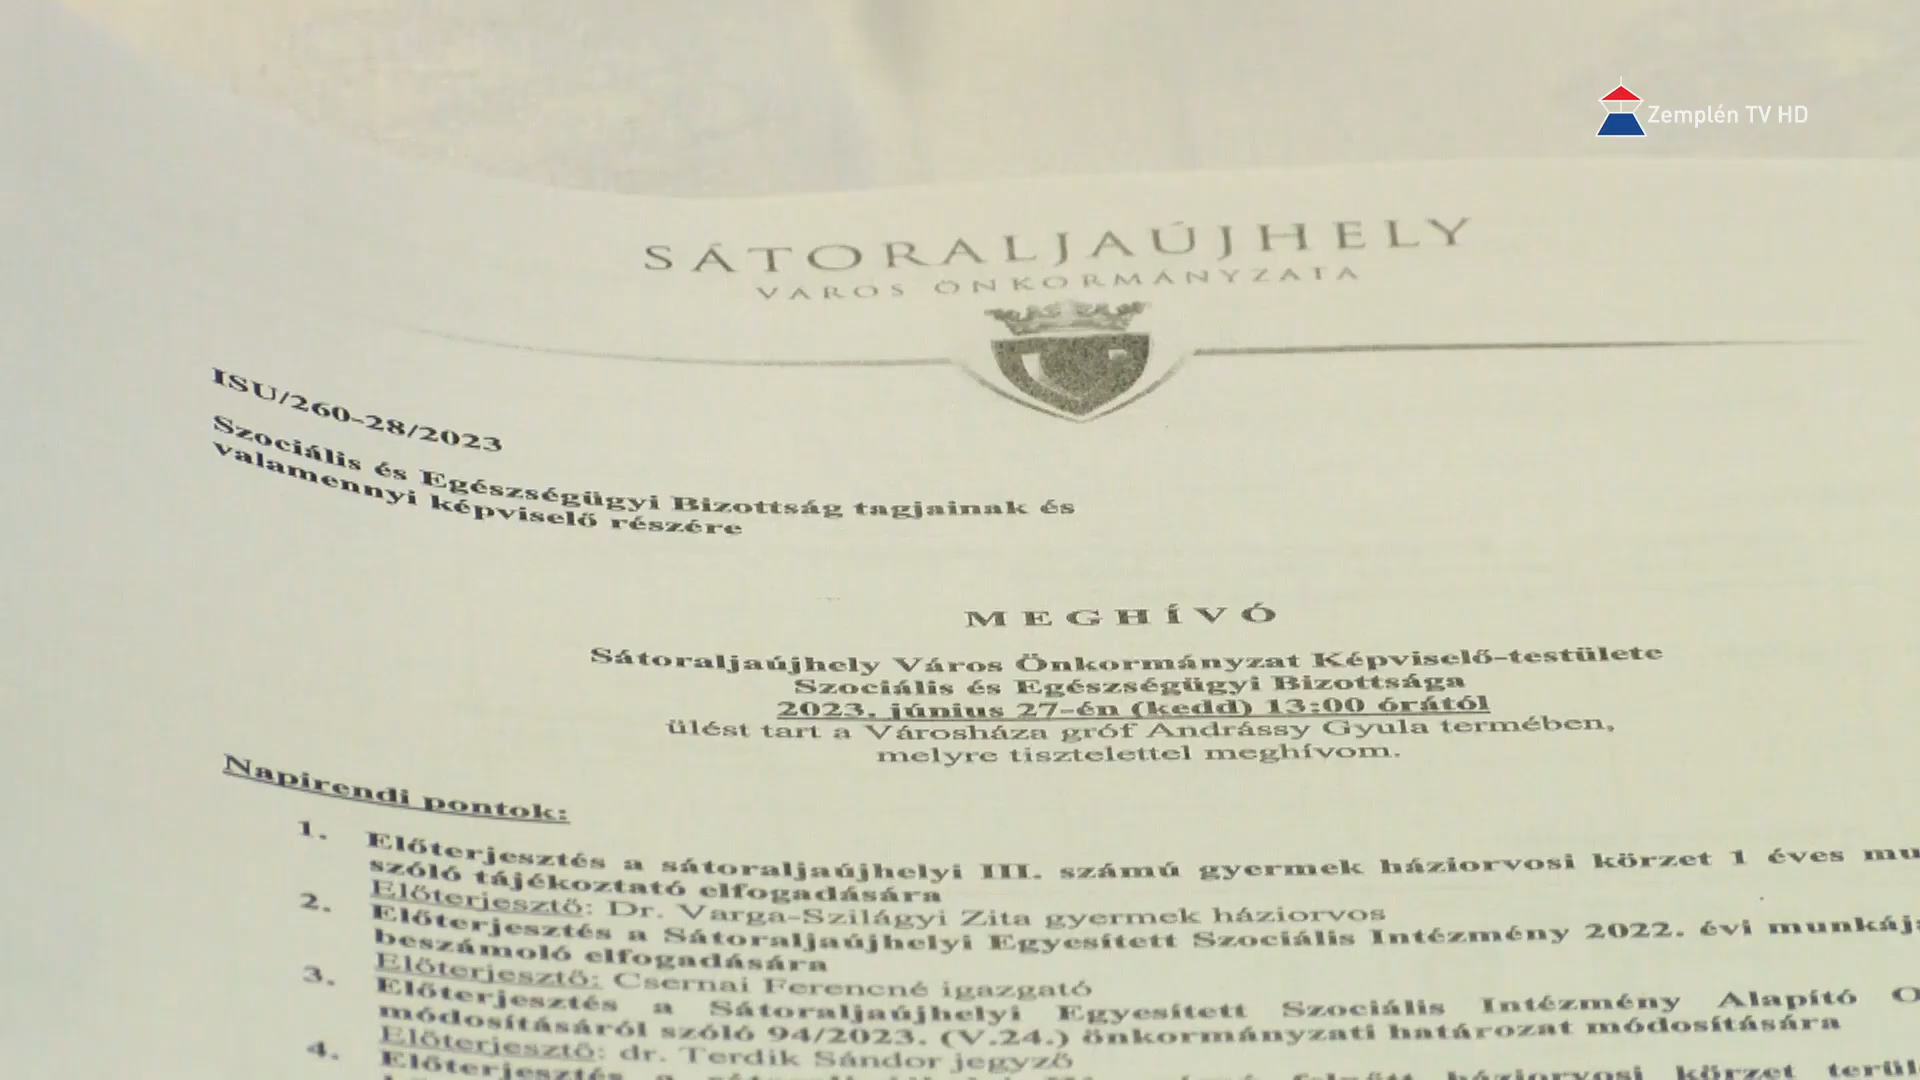 Zemplén TV HD
SÁTORALJAÚJHELY
VÁROS ÖNKORMÁNYZATA
ISU/260-28/2023
Szociális és Egészségügyi Bizottság tagjainak és
valamennyi képviselő részére
MEGHÍVÓ
Sátoraljaújhely Város Önkormányzat Képviselő-testülete
Szociális és Egészségügyi Bizottsága
2023. június 27-én (kedd) 13:00 órától
ülést tart a Városháza gróf Andrássy Gyula termében,
melyre tisztelettel meghívom.
Napirendi pontok:
1. Előterjesztés a sátoraljaújhelyi III. számú gyermek háziorvosi körzet 1 éves
szóló tájékoztató elfogadására
Előterjesztő: Dr. Varga-Szilágyi Zita gyermek háziorvos
2. Előterjesztés a Sátoraljaújhelyi Egyesített Szociális Intézmény 2022. évi
beszámoló elfogadására
Előterjesztő: Csernai Ferencné igazgató
3. Előterjesztés a Sátoraljaújhelyi Egyesített Szociális Intézmény Alapító
módosításáról szóló 94/2023. (V.24.) önkormányzati határozat módosítására
Előterjesztő: dr. Terdik Sándor jegyző
4. Előterjesztés a háziorvosi körzet